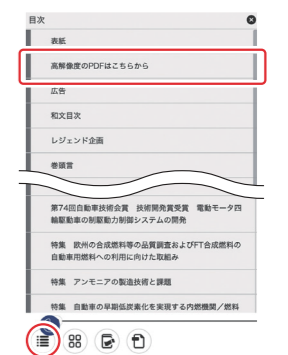 目次
表紙
高解像度のPDFはこちらから
広告
和文目次
レジェンド企画
巻頭言
第74回自動車技術会賞　技術開発賞受賞　電動モータ四
輪駆動車の制駆動力制御システムの開発
特集　欧州の合成燃料等の品質調査およびFT合成燃料の
自動車用燃料への利用に向けた取組み
特集　アンモニアの製造技術と課題
特集　自動車の早期低炭素化を実現する内燃機関／燃料